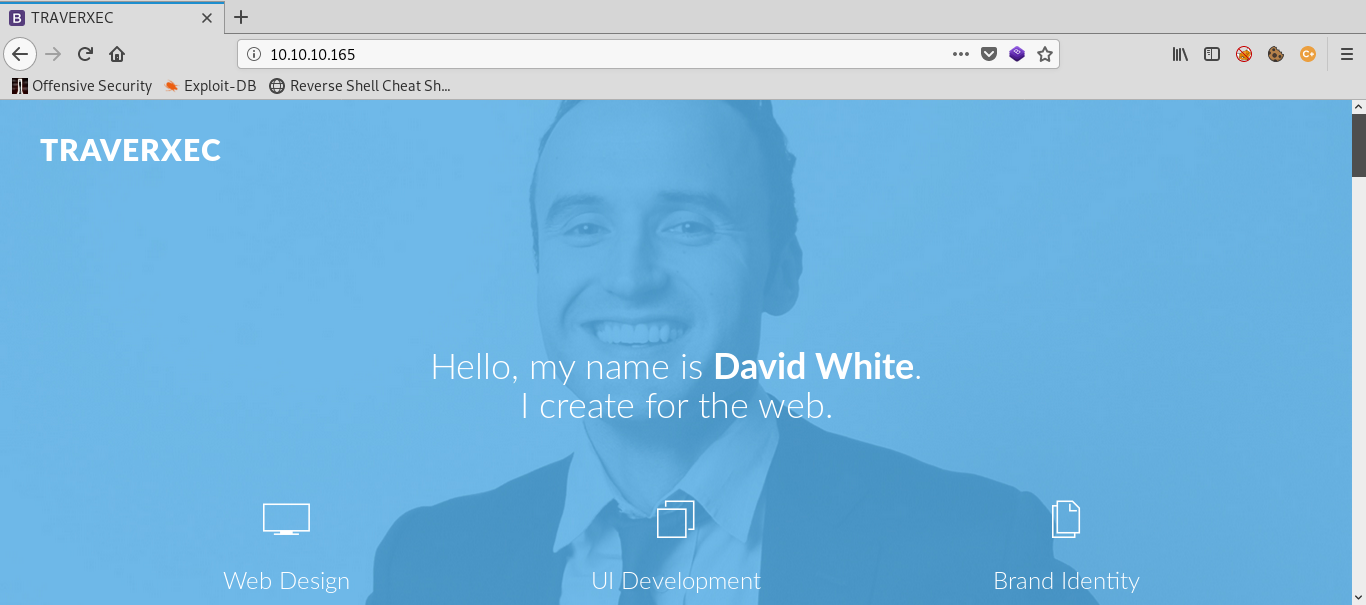 TRAVERXEC
10.10.10.165
Offensive Security Exploit-DB Reverse Shell Cheat Sh...
TRAVERXEC
Hello, my name is David White.
I create for the web.
Web Design UI Development Brand Identity